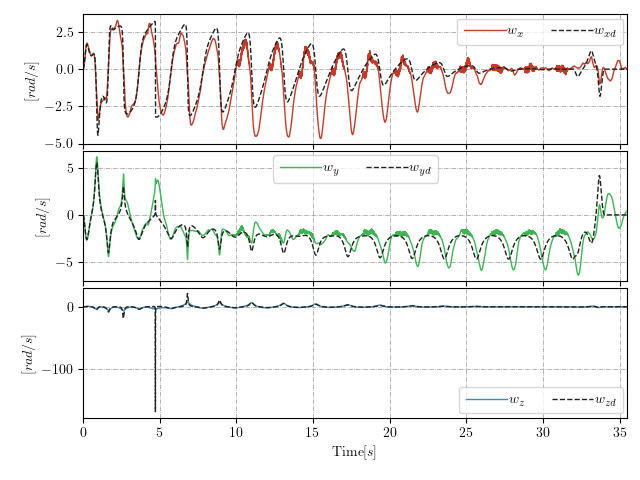 2.5
0.0
−2.5
−5.0
[rad/s]
w_x w_xd
5
0
−5
[rad/s]
w_y w_yd
0
−100
[rad/s]
w_z w_zd
0 5 10 15 20 25 30 35
Time[s]